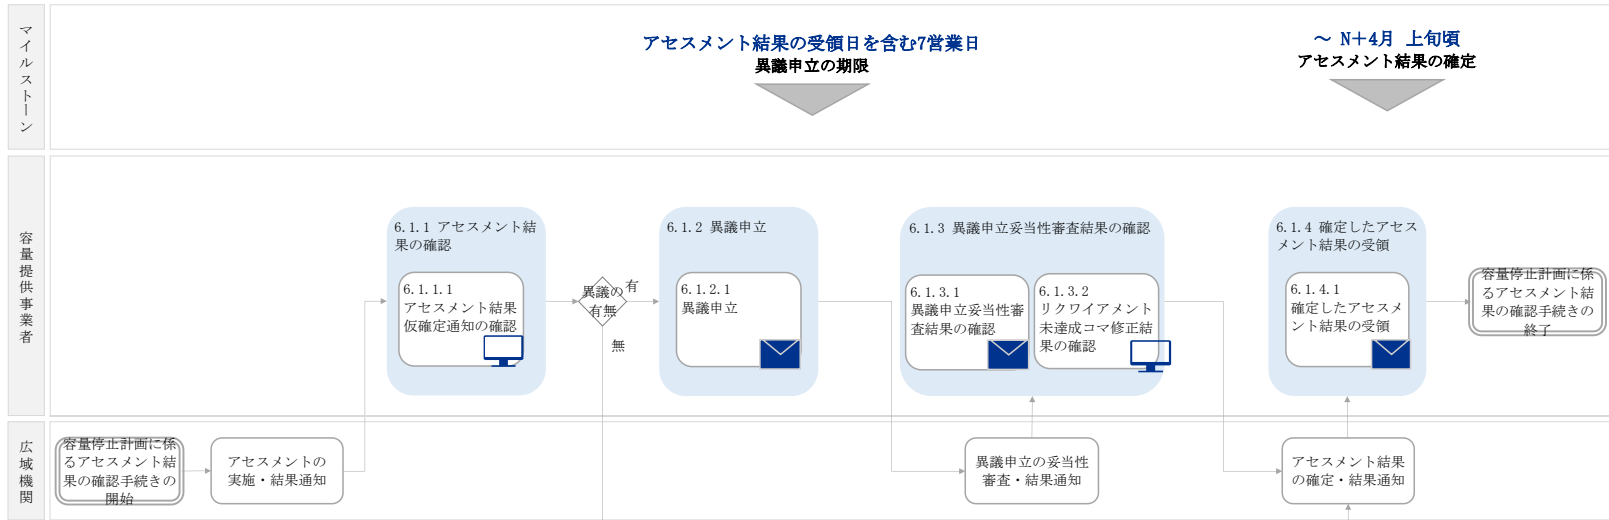 マイルストーン
アセスメント結果の受領日を含む7営業日
異議申立の期限
～ N+4月 上旬頃
アセスメント結果の確定
容量提供事業者
6.1.1 アセスメント結
果の確認
6.1.1.1
アセスメント結果
仮確定通知の確認
異議の
有無
有
無
6.1.2 異議申立
6.1.2.1
異議申立
6.1.3 異議申立妥当性審査結果の確認
6.1.3.1
異議申立妥当性審
査結果の確認
6.1.3.2
リクワイアメント
未達成コマ修正結
果の確認
6.1.4 確定したアセス
メント結果の受領
6.1.4.1
確定したアセスメ
ント結果の受領
容量停止計画に係
るアセスメント結
果の確認手続きの
終了
広域機関
容量停止計画に係
るアセスメント結
果の確認手続きの
開始
アセスメントの
実施・結果通知
異議申立の妥当性
審査・結果通知
アセスメント結果
の確定・結果通知